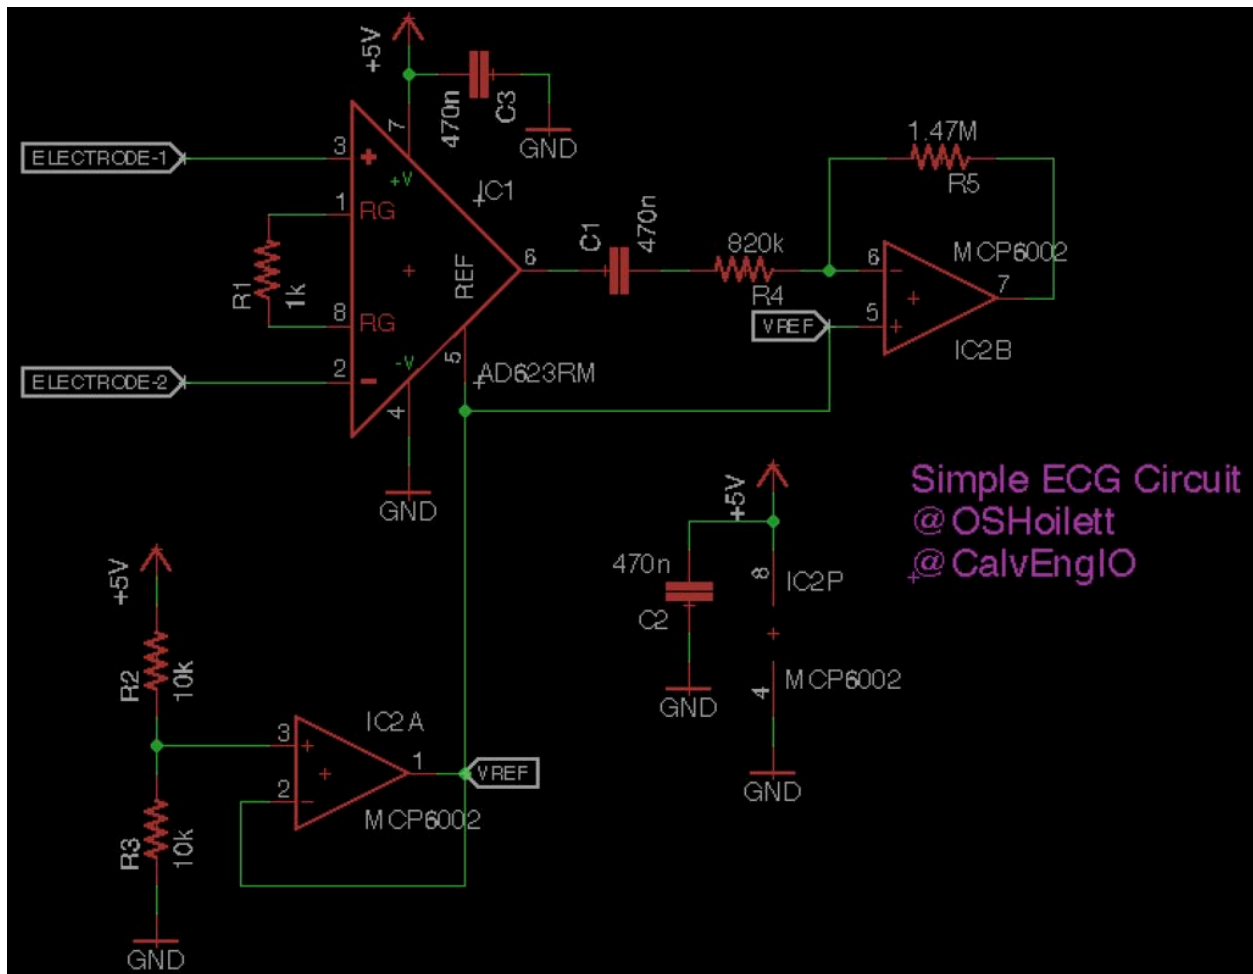 +5V
470n
C3
GND
ELECTRODE-1
3
+
7
+V
IC1
1
RG
R1
1k
REF
6
C1
470n
8
RG
ELECTRODE-2
2
-
-V
4
5
AD623RM
GND
1.47M
R5
820k
R4
6
-
MCP6002
7
VREF
5
+
IC2B
Simple ECG Circuit
@OSHoilett
@CalvEngIO
+5V
470n
C2
GND
8
IC2P
4
MCP6002
GND
+5V
R2
10k
IC2A
3
+
1
VREF
2
-
MCP6002
R3
10k
GND